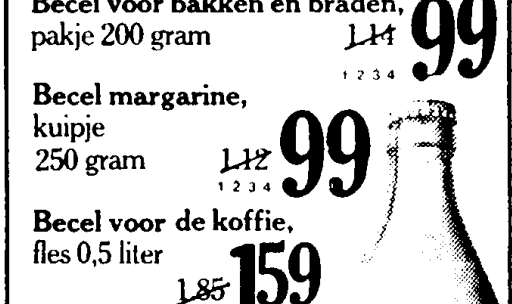 Becel voor bakken en braden,
pakje 200 gram 1.14 99
1 2 3 4
Becel margarine,
kuipje
250 gram 1.12 99
1 2 3 4
Becel voor de koffie,
fles 0,5 liter
1.85 159